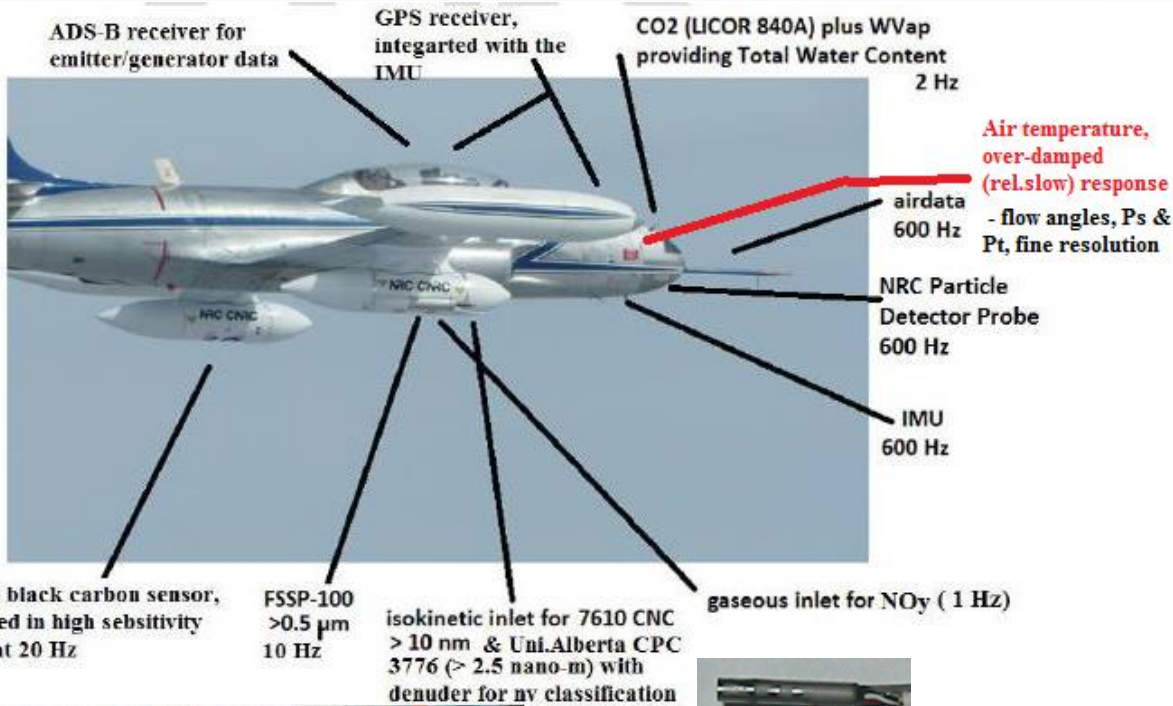 ADS-B receiver for
emitter/generator data
GPS receiver,
integarted with the
IMU
CO2 (LICOR 840A) plus WVap
providing Total Water Content
2 Hz
Air temperature,
over-damped
(rel.slow) response
airdata
600 Hz
- flow angles, Ps &
Pt, fine resolution
NRC Particle
Detector Probe
600 Hz
IMU
600 Hz
NRC CNRC
NRC CNRC
black carbon sensor,
ed in high sebsitivity
at 20 Hz
FSSP-100
>0.5 µm
10 Hz
isokinetic inlet for 7610 CNC
> 10 nm & Uni.Alberta CPC
3776 (> 2.5 nano-m) with
denuder for nv classification
gaseous inlet for NOy ( 1 Hz)